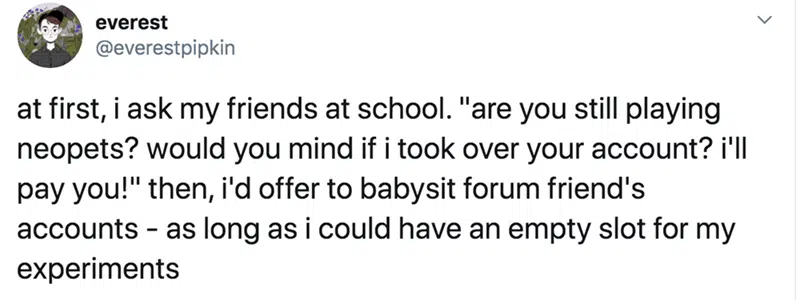 everest
@everestpipkin
at first, i ask my friends at school. "are you still playing
neopets? would you mind if i took over your account? i'll
pay you!" then, i'd offer to babysit forum friend's
accounts - as long as i could have an empty slot for my
experiments